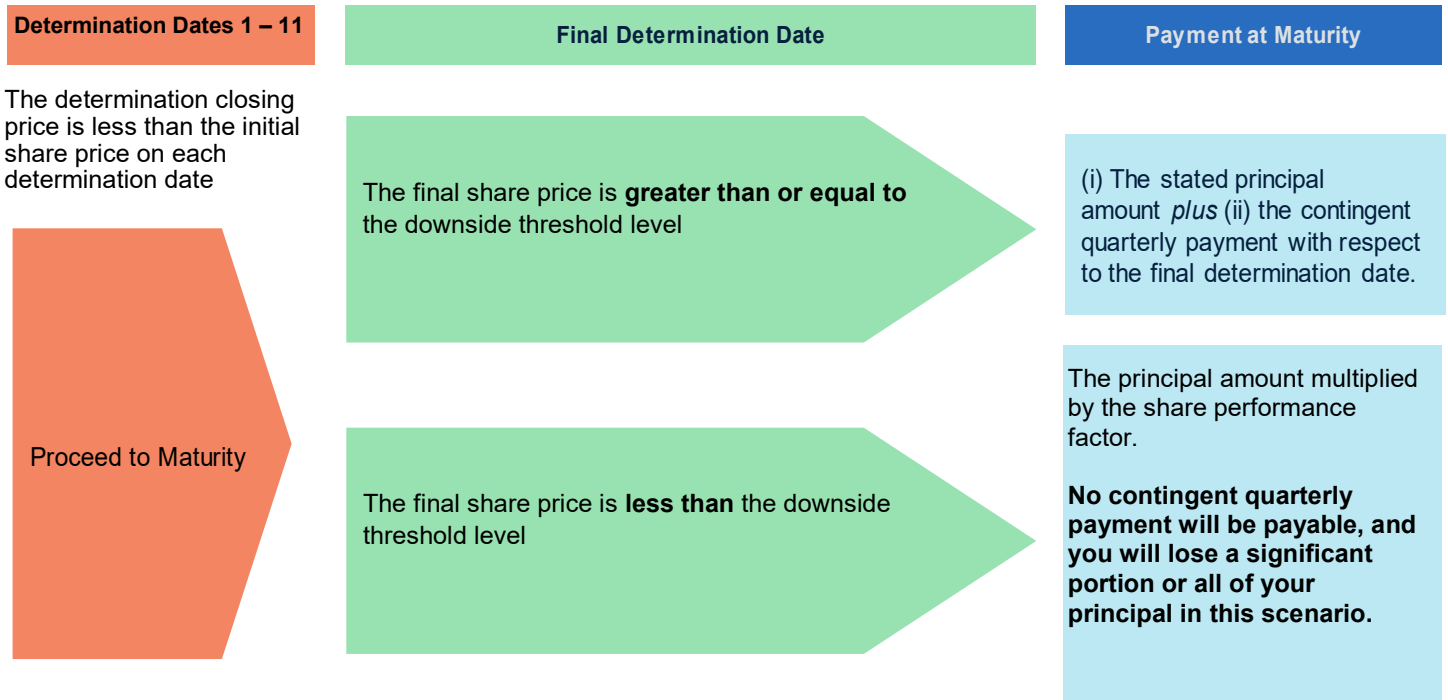 Determination Dates 1 – 11
Final Determination Date
Payment at Maturity
The determination closing
price is less than the initial
share price on each
determination date
Proceed to Maturity
The final share price is greater than or equal to
the downside threshold level
(i) The stated principal
amount plus (ii) the contingent
quarterly payment with respect
to the final determination date.
The final share price is less than the downside
threshold level
The principal amount multiplied
by the share performance
factor.
No contingent quarterly
payment will be payable, and
you will lose a significant
portion or all of your
principal in this scenario.